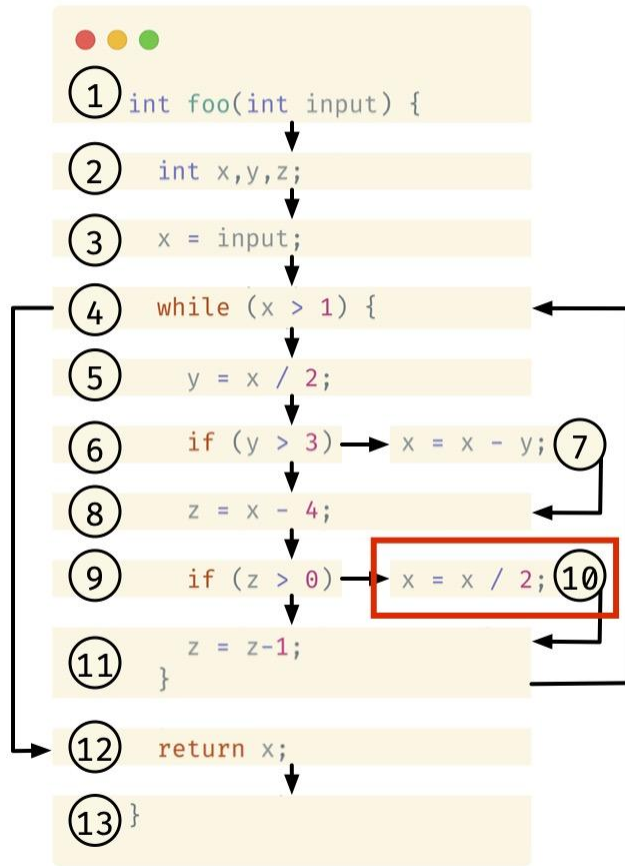 1 int foo(int input) {
2 int x,y,z;
3 x = input;
4 while (x > 1) {
5 y = x / 2;
6 if (y > 3) x = x - y; 7
8 z = x - 4;
9 if (z > 0) x = x / 2; 10
z = z-1;
11 }
12 return x;
13 }